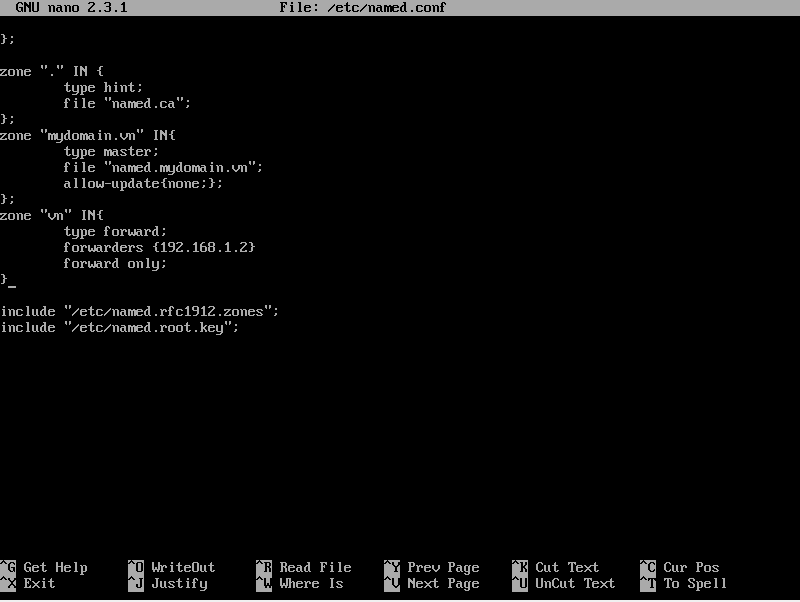 GNU nano 2.3.1 File: /etc/named.conf
};
zone "." IN {
type hint;
file "named.ca";
};
zone "mydomain.vn" IN{
type master;
file "named.mydomain.vn";
allow-update{none;};
};
zone "vn" IN{
type forward;
forwarders {192.168.1.2}
forward only;
}_
include "/etc/named.rfc1912.zones";
include "/etc/named.root.key";
^G Get Help ^O WriteOut ^R Read File ^Y Prev Page ^K Cut Text ^C Cur Pos
^X Exit ^J Justify ^W Where Is ^V Next Page ^U UnCut Text ^T To Spell